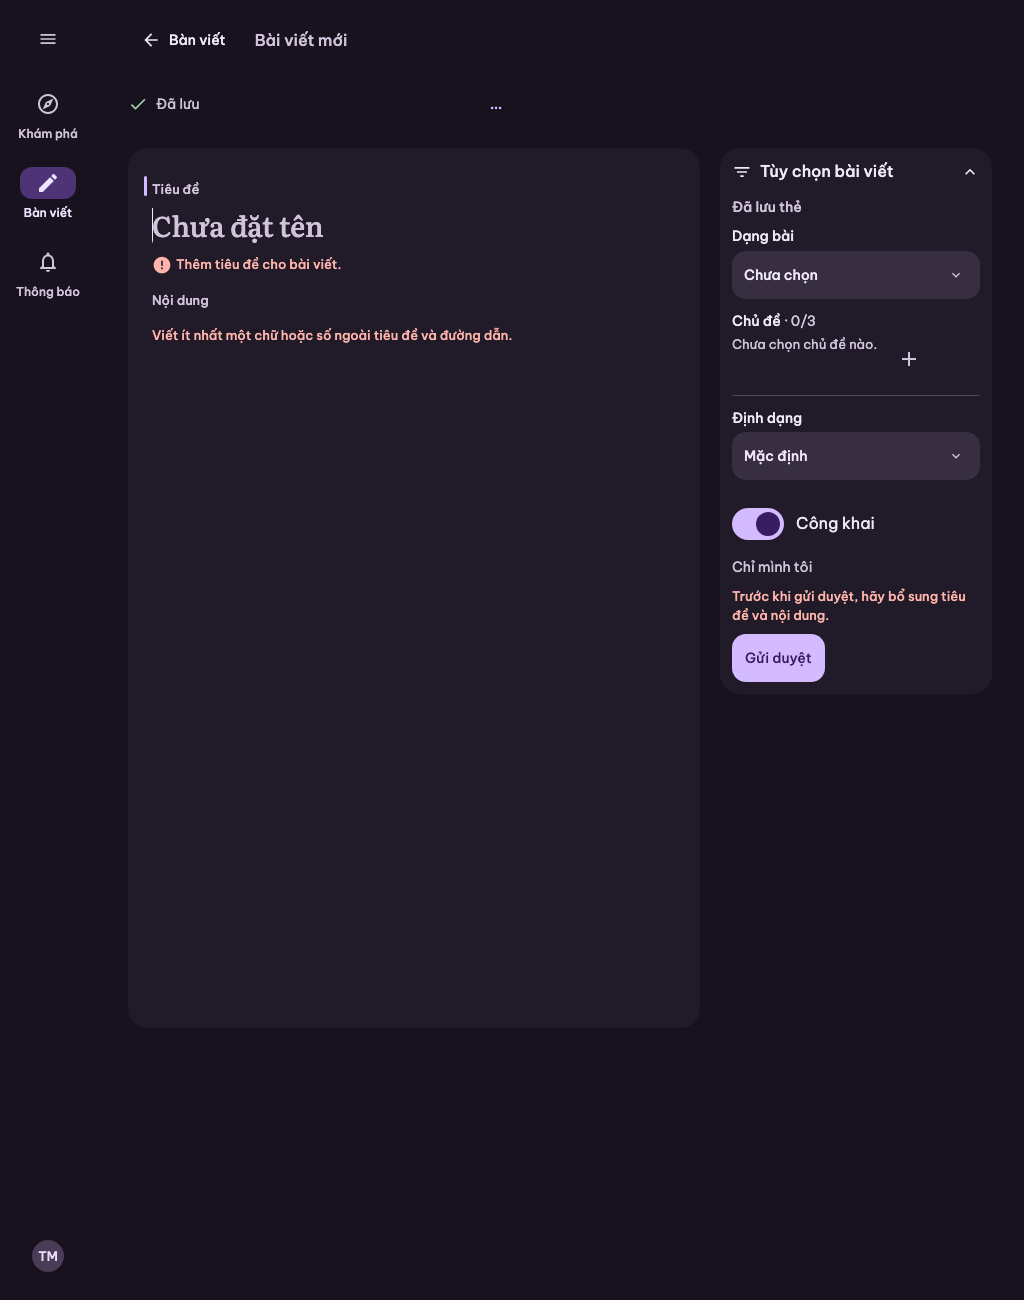 Bàn viết
Bài viết mới
Khám phá
Bàn viết
Thông báo
Đã lưu
...
Tiêu đề
Chưa đặt tên
Thêm tiêu đề cho bài viết.
Nội dung
Viết ít nhất một chữ hoặc số ngoài tiêu đề và đường dẫn.
Tùy chọn bài viết
Đã lưu thẻ
Dạng bài
Chưa chọn
Chủ đề · 0/3
Chưa chọn chủ đề nào.
Định dạng
Mặc định
Công khai
Chỉ mình tôi
Trước khi gửi duyệt, hãy bổ sung tiêu
đề và nội dung.
Gửi duyệt
TM